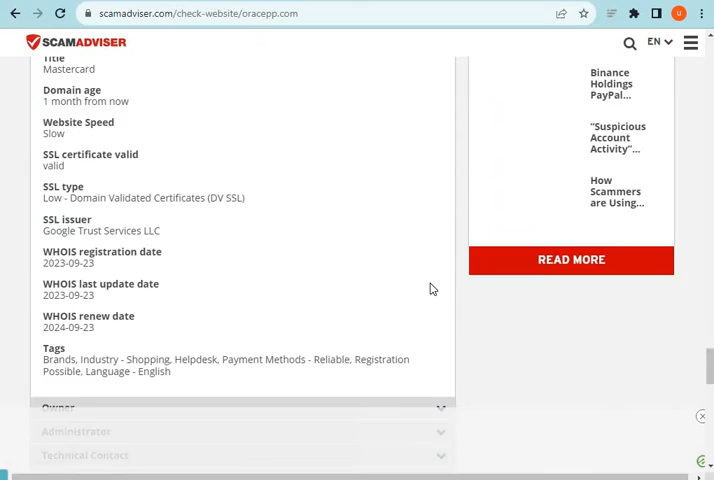 scamadviser.com/check-website/oracepp.com
u
SCAMADVISER
EN
Title
Mastercard
Domain age
1 month from now
Website Speed
Slow
SSL certificate valid
valid
SSL type
Low - Domain Validated Certificates (DV SSL)
SSL issuer
Google Trust Services LLC
WHOIS registration date
2023-09-23
WHOIS last update date
2023-09-23
WHOIS renew date
2024-09-23
Tags
Brands, Industry - Shopping, Helpdesk, Payment Methods - Reliable, Registration
Possible, Language - English
Owner
Administrator
Technical Contact
Binance
Holdings
PayPal...
“Suspicious
Account
Activity”...
How
Scammers
are Using...
READ MORE